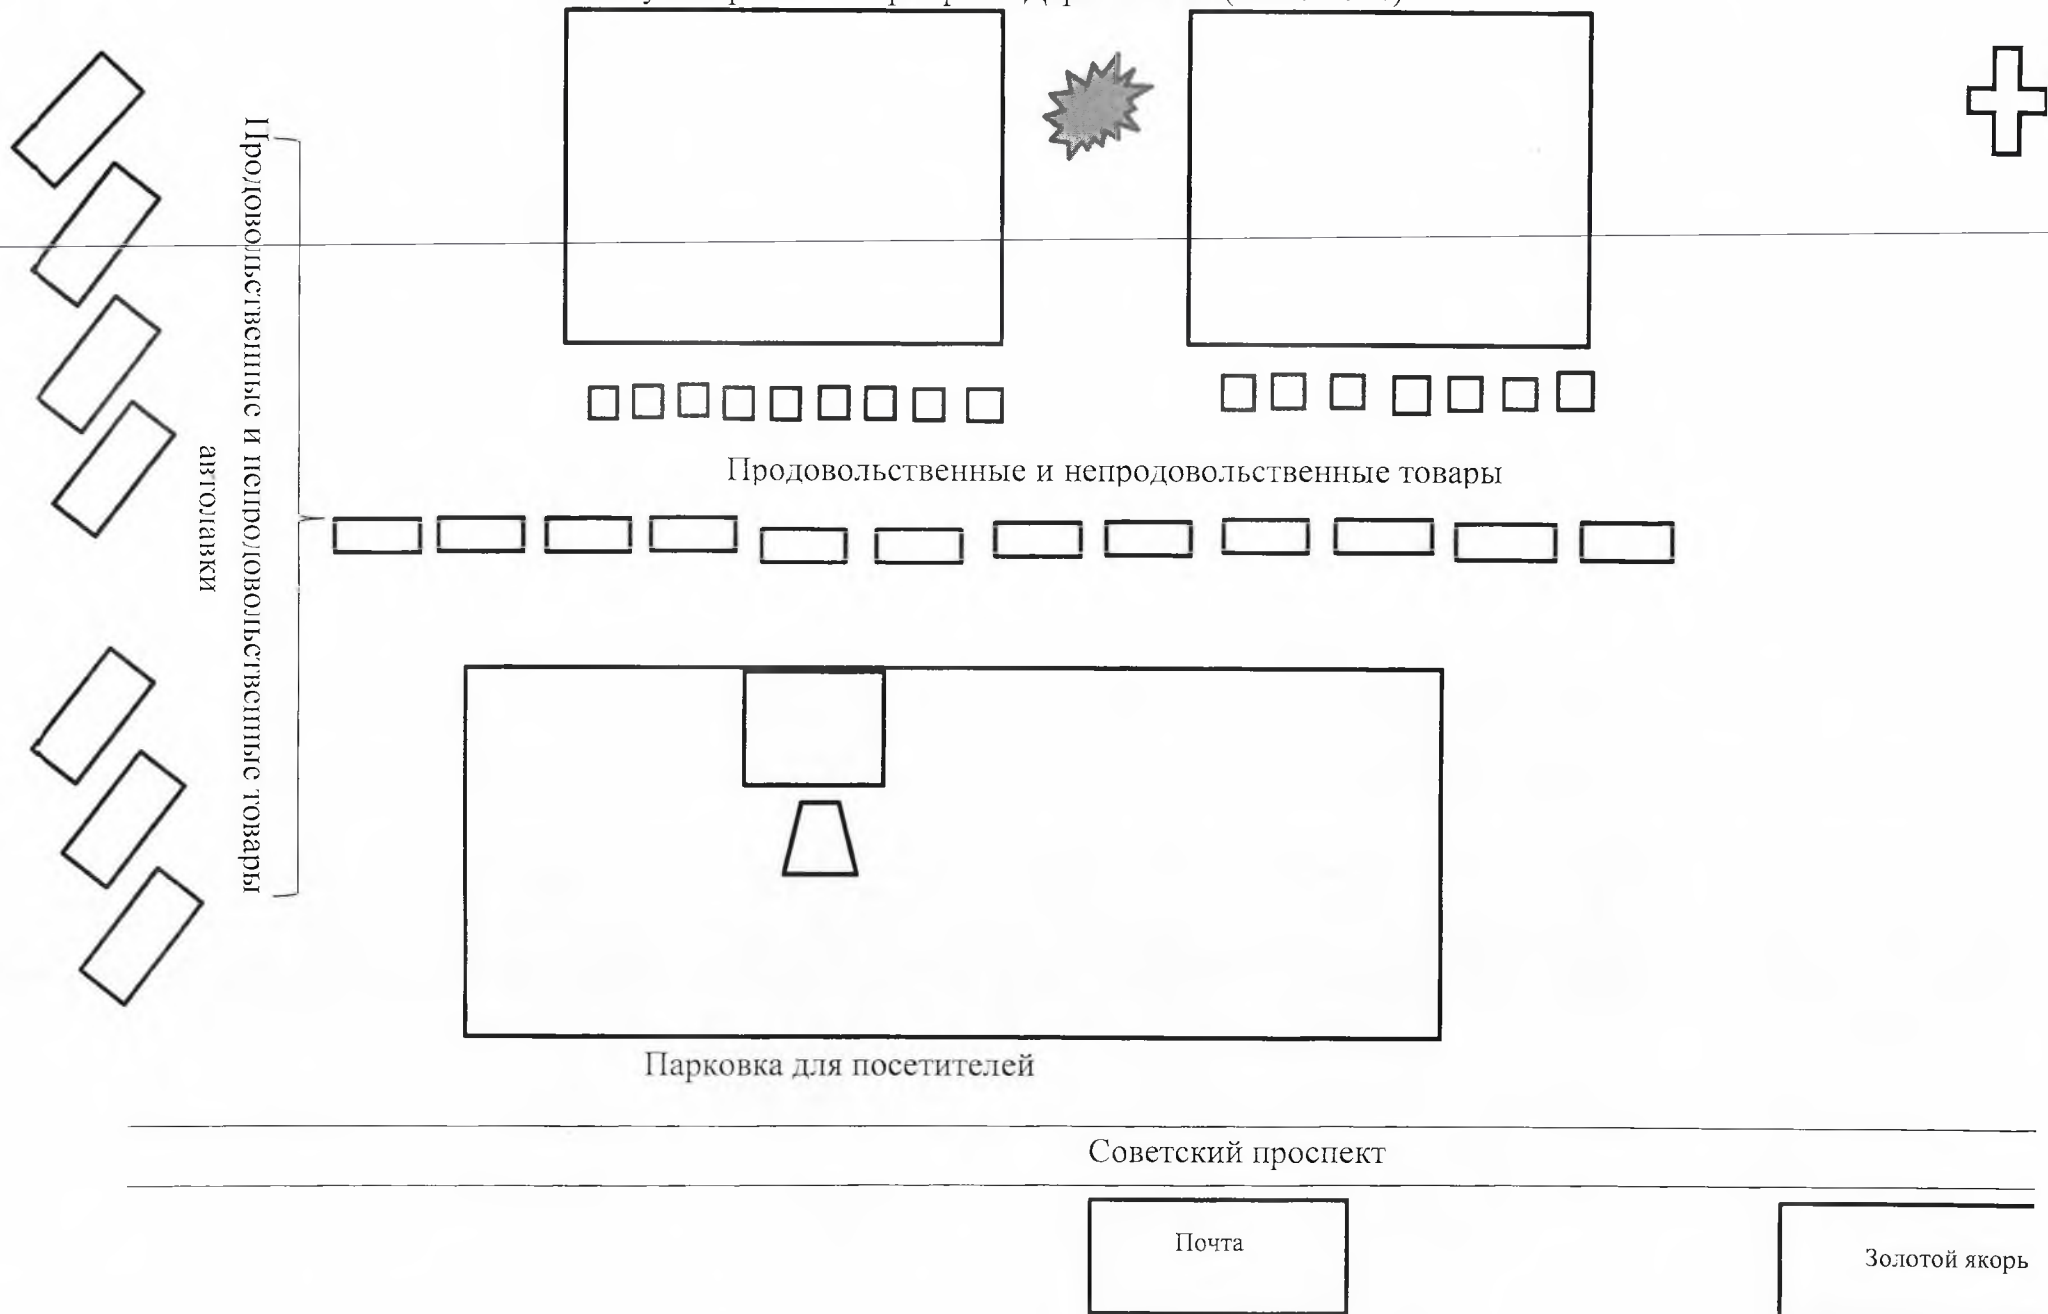 Продовольственные и непродовольственные товары
автолавки
Продовольственные и непродовольственные товары
Парковка для посетителей
Советский проспект
Почта
Золотой якорь